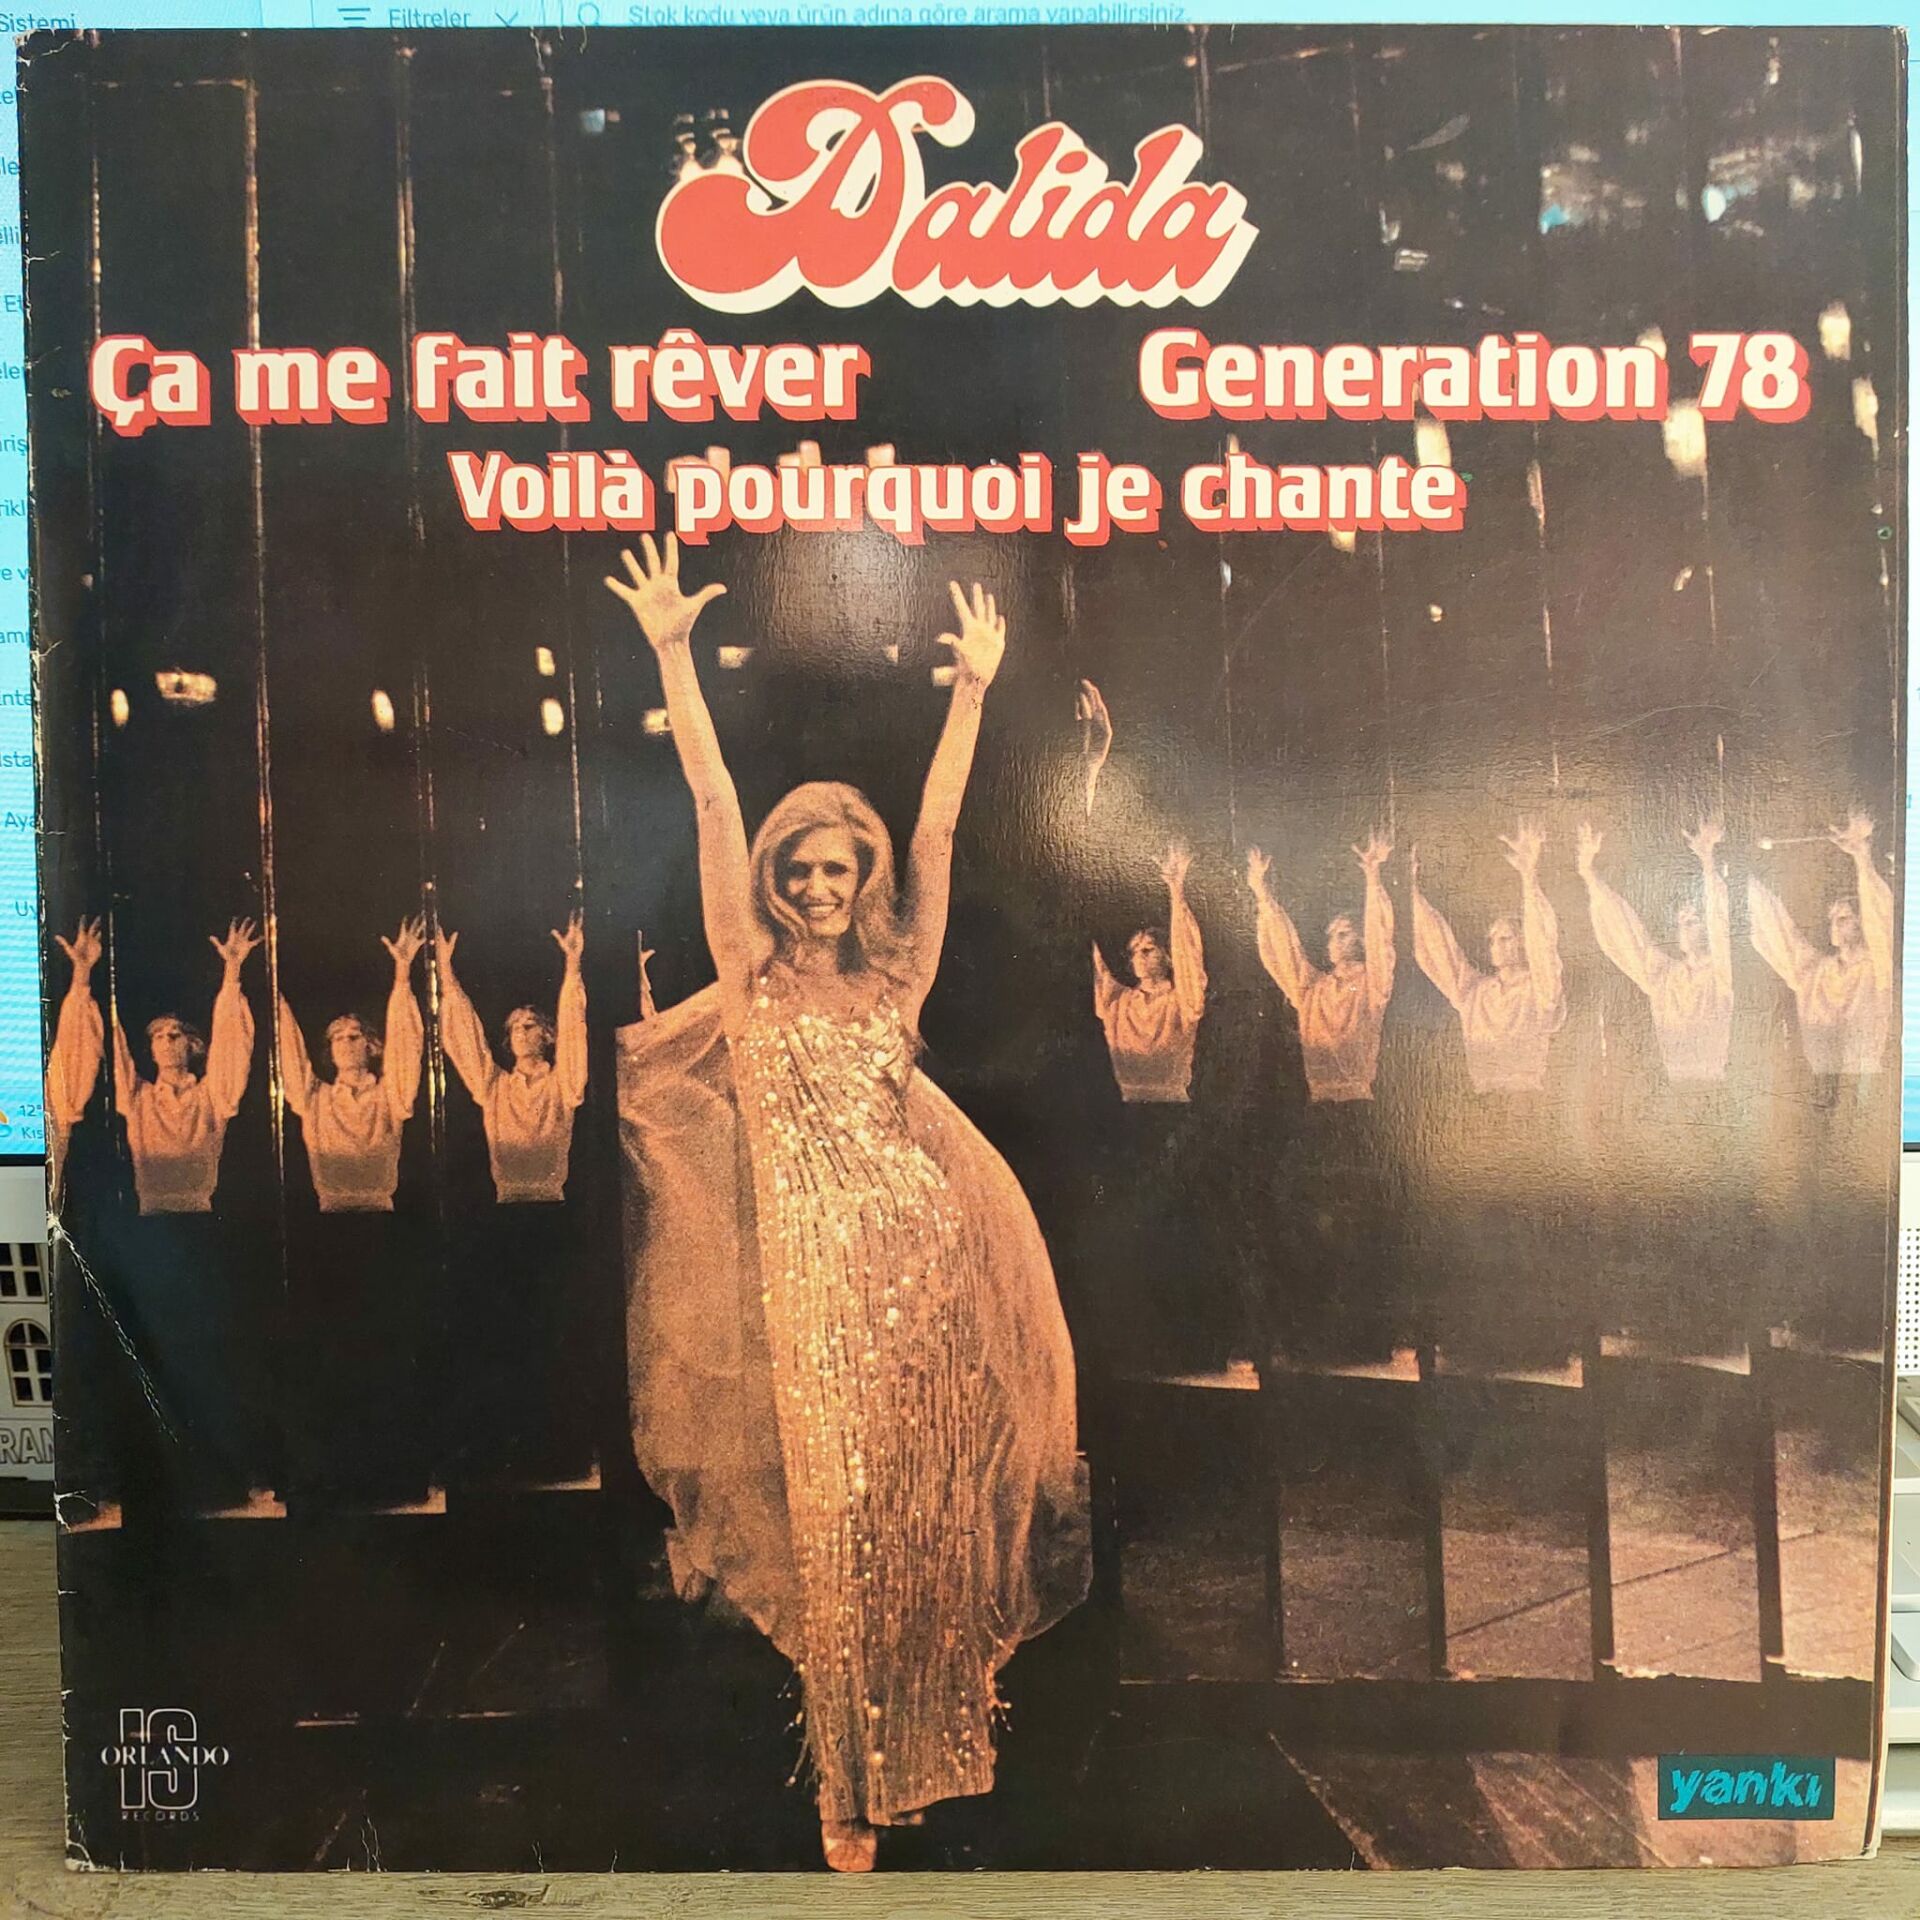 Sistemi
Filtreler
Stok kodu veya ürün adına göre arama yapabilirsiniz.
Dalida
Ça me fait rêver
Generation 78
Voilà pourquoi je chante
12°
IS
ORLANDO
RECORDS
yankı